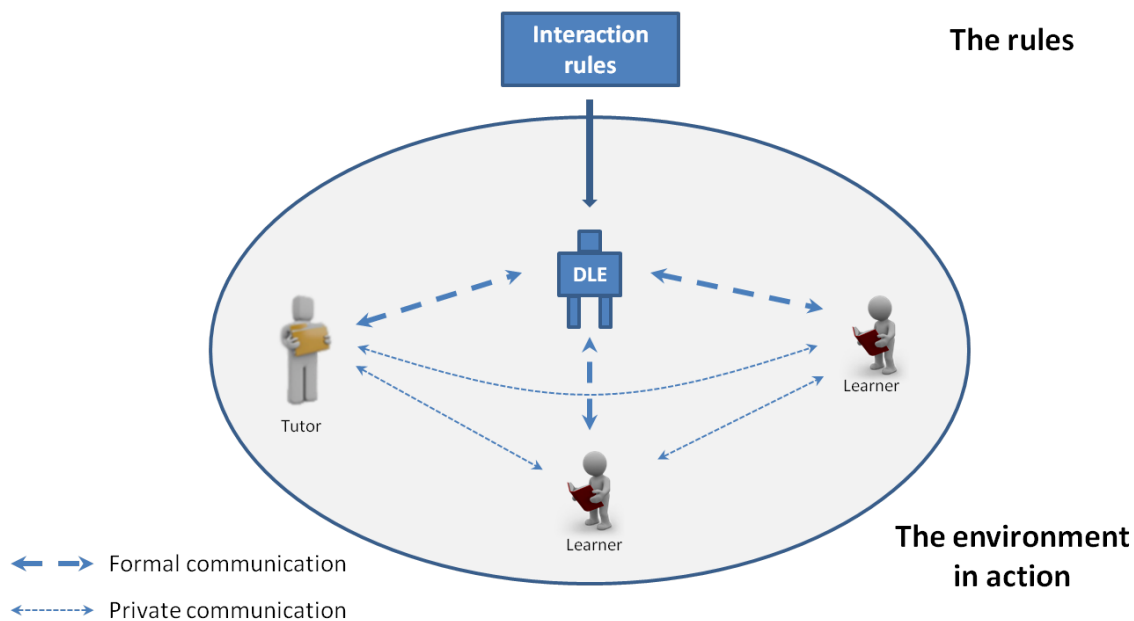 Interaction
rules
The rules
DLE
Tutor
Learner
Learner
The environment
in action
Formal communication
Private communication